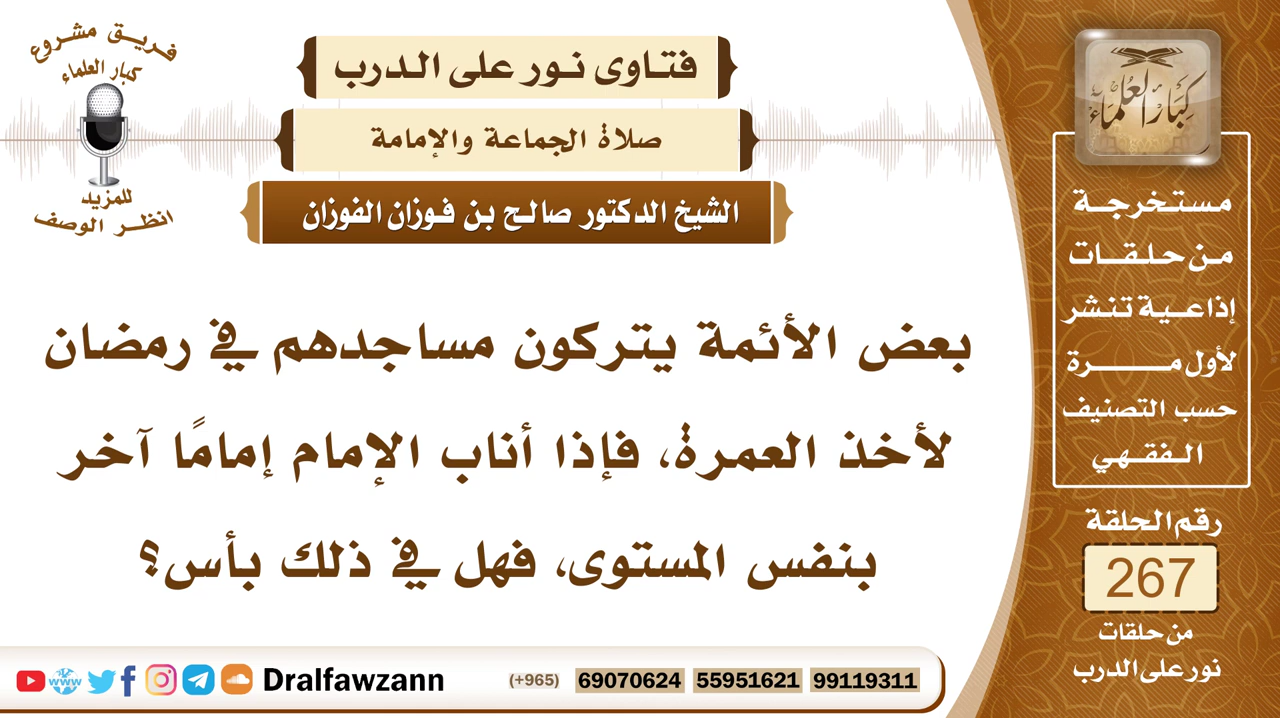 فريق مشروع
كبار العلماء
للمزيد
انظر الوصف
فتاوى نور على الدرب
صلاة الجماعة والإمامة
الشيخ الدكتور صالح بن فوزان الفوزان
كبار العلماء
مستخرجة
من حلقات
إذاعية تنشر
لأول مرة
حسب التصنيف
الفقهي
رقم الحلقة
267
من حلقات
نور على الدرب
بعض الأئمة يتركون مساجدهم في رمضان
لأخذ العمرة، فإذا أناب الإمام إمامًا آخر
بنفس المستوى، فهل في ذلك بأس؟
www Dralfawzann (+965) 69070624 55951621 99119311